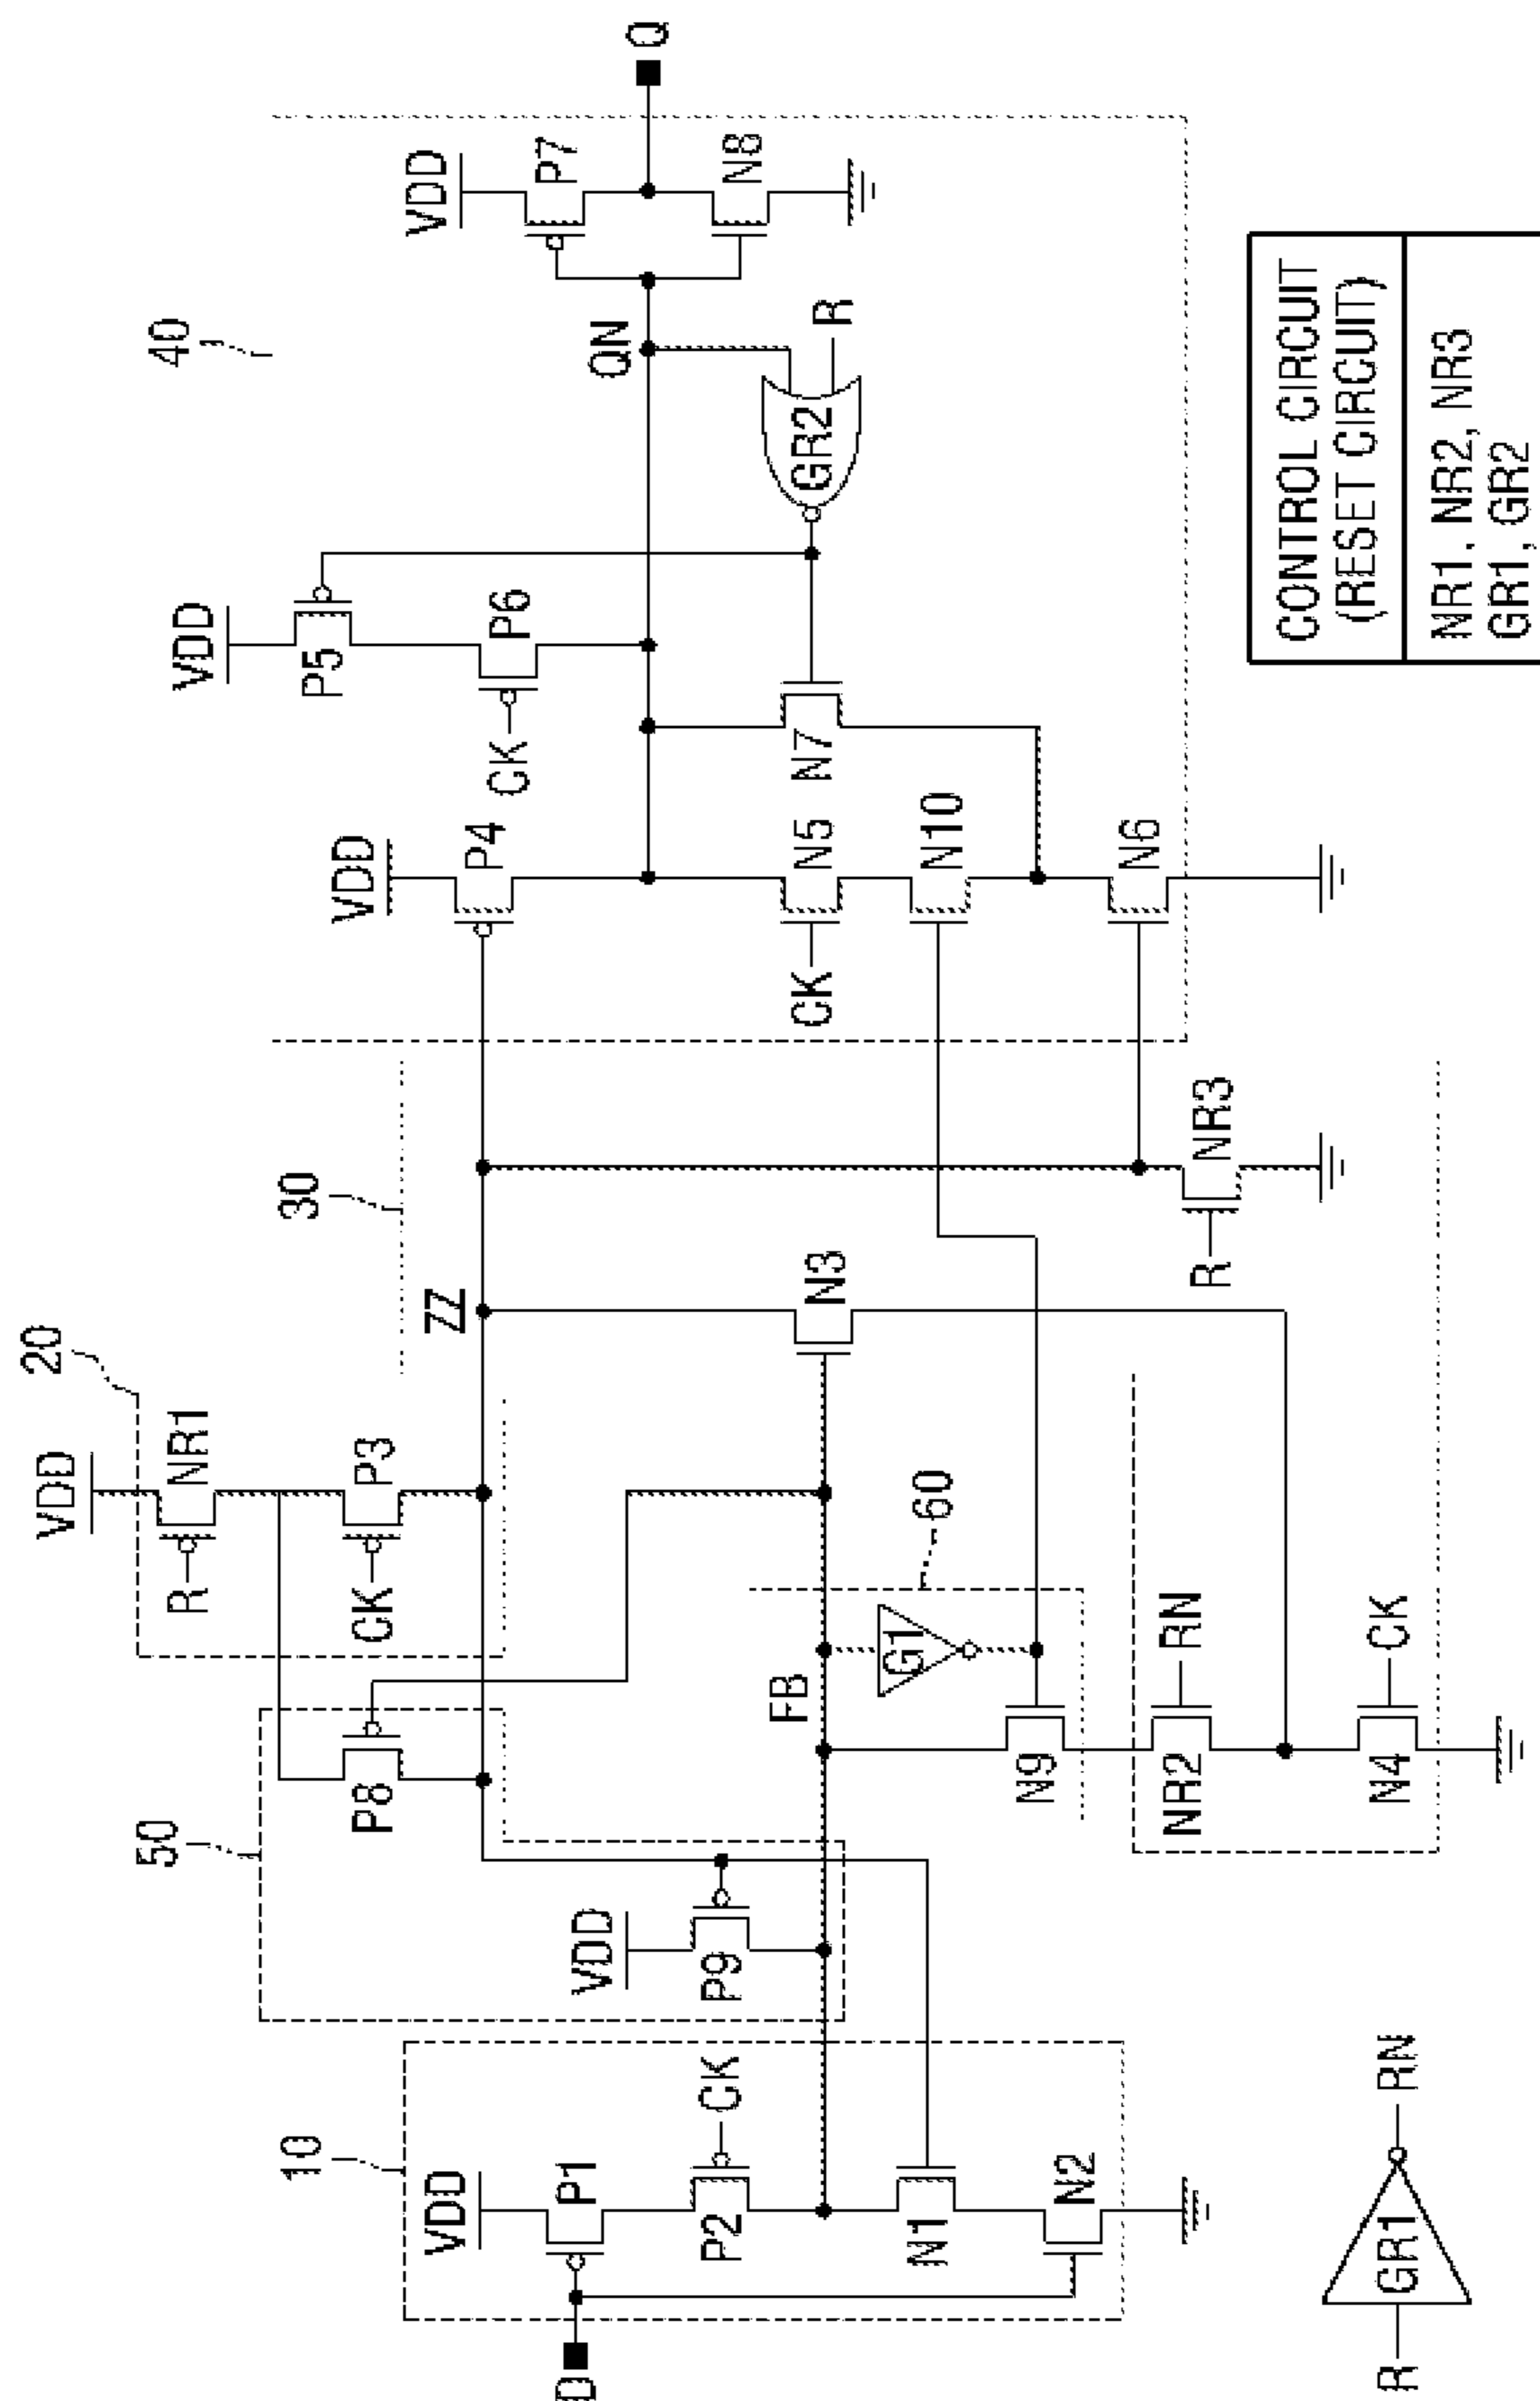 20
VDD
R
NR1
CK
P3
50
P8
VDD
P9
10
VDD
D
P1
P2
CK
N1
N2
FB
60
G1
N9
NR2
RN
N4
CK
ZZ
N3
30
R
NR3
40
VDD
P4
CK
N5
N10
N6
VDD
P5
CK
P6
N7
QN
GR2
R
VDD
P7
N8
Q
R
GR1
RN
CONTROL CIRCUIT
(RESET CIRCUIT)
NR1, NR2, NR3
GR1, GR2